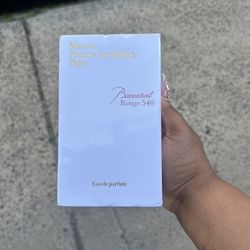 Maison
Francis Kurkdjian
Paris
Baccarat
Rouge 540
Eau de parfum